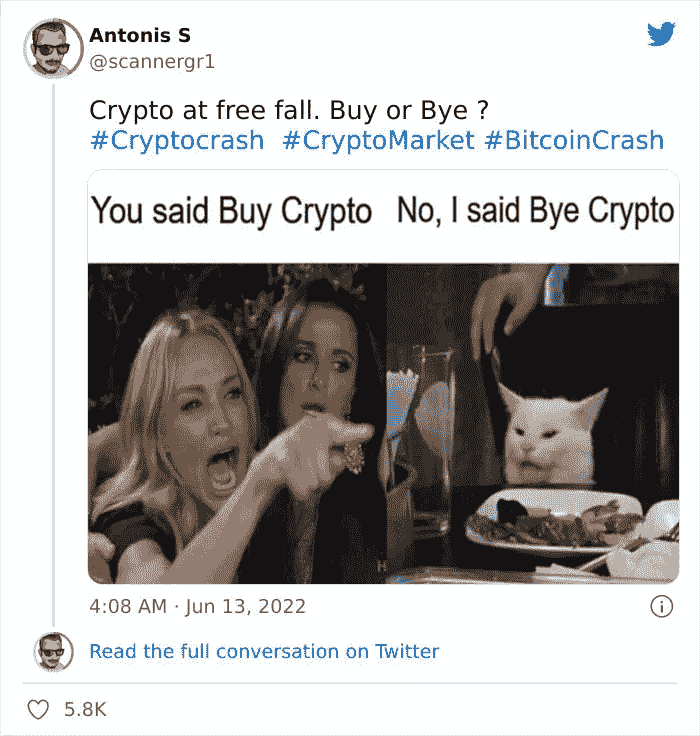 Antonis S
@scannergr1
Crypto at free fall. Buy or Bye ?
#Cryptocrash #CryptoMarket #BitcoinCrash
You said Buy Crypto No, I said Bye Crypto
H
4:08 AM · Jun 13, 2022
Read the full conversation on Twitter
5.8K